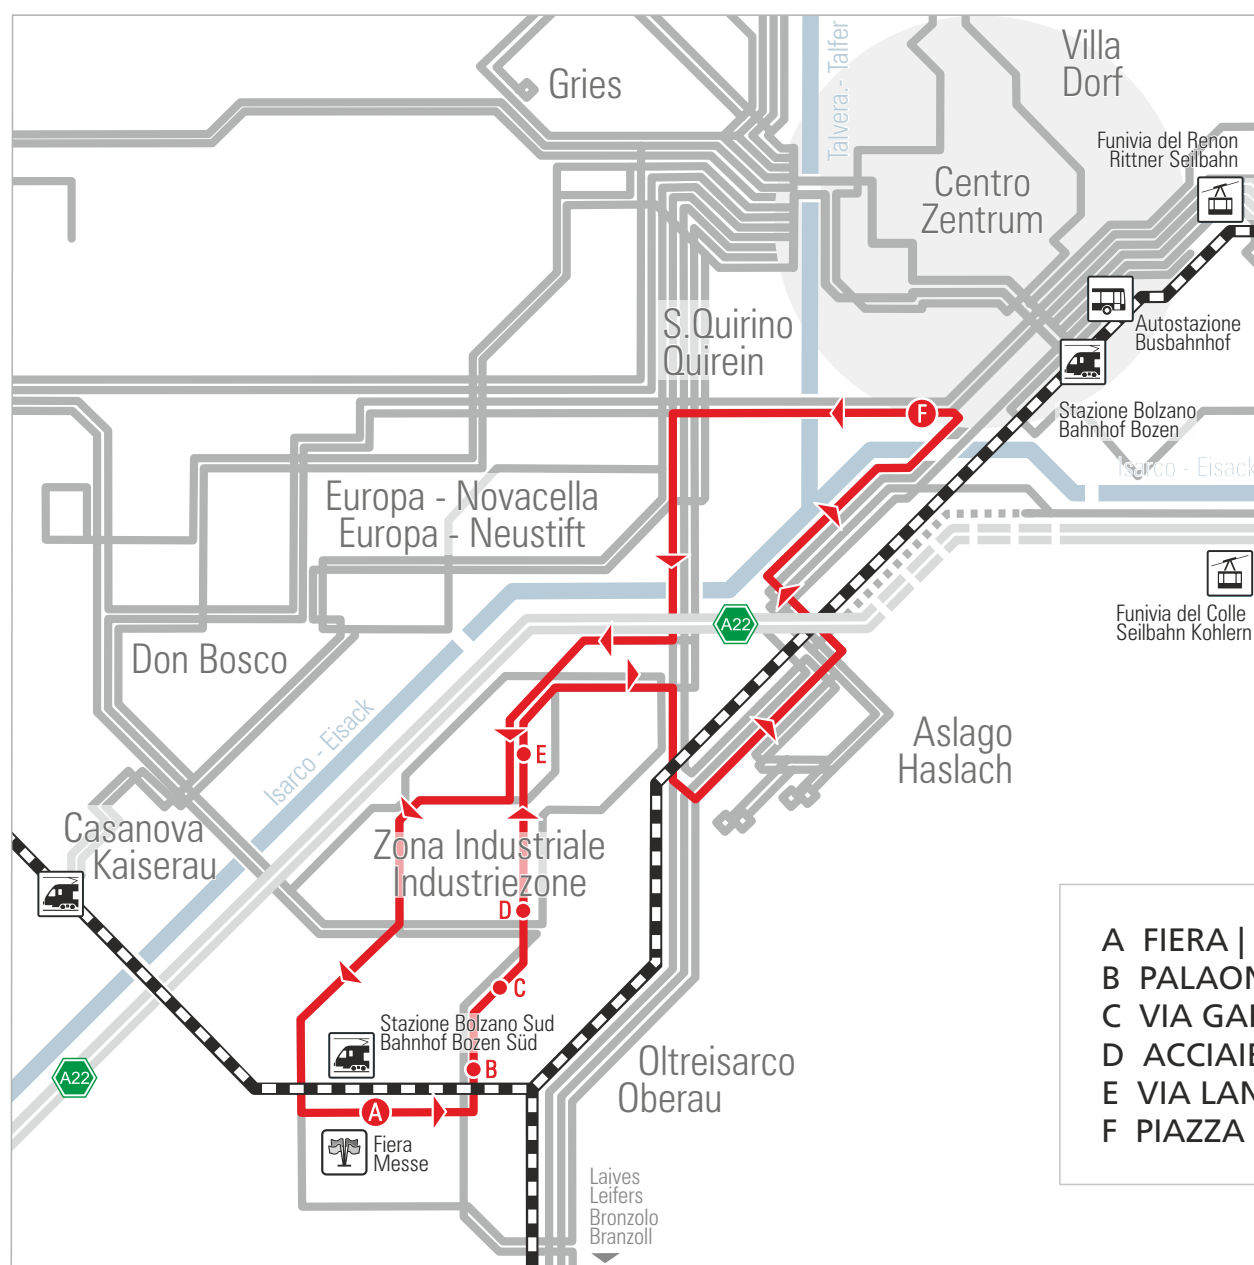 Gries
Talvera.- Talfer
Villa
Dorf
Funivia del Renon
Rittner Seilbahn
Centro
Zentrum
S.Quirino
Quirein
Autostazione
Busbahnhof
Stazione Bolzano
Bahnhof Bozen
F
Isarco - Eisack
Europa - Novacella
Europa - Neustift
Funivia del Colle
Seilbahn Kohlern
A22
Don Bosco
Isarco - Eisack
E
Aslago
Haslach
Casanova
Kaiserau
Zona Industriale
Industriezone
D
C
Stazione Bolzano Sud
Bahnhof Bozen Süd
B
A22
Oltreisarco
Oberau
A
Fiera
Messe
Laives
Leifers
Bronzolo
Branzoll
A FIERA |
B PALAON
C VIA GA
D ACCIAIE
E VIA LAN
F PIAZZA